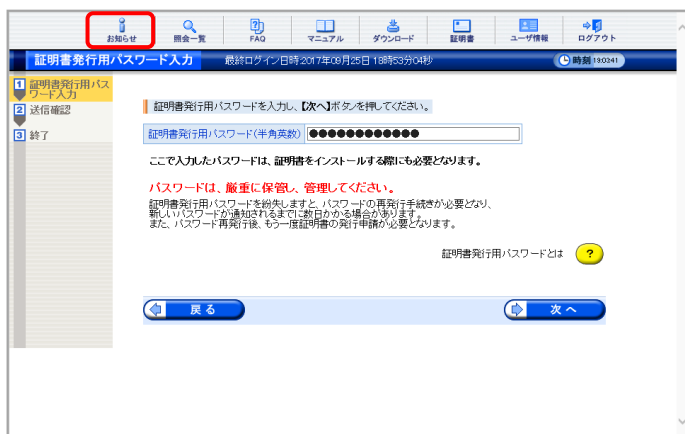 お知らせ 照会一覧 FAQ マニュアル ダウンロード 証明書 ユーザ情報 ログアウト
証明書発行用パスワード入力 最終ログイン日時:2017年09月25日 18時53分04秒 時刻 19:03:41
1 証明書発行用パス
ワード入力
2 送信確認
3 終了
証明書発行用パスワードを入力し、【次へ】ボタンを押してください。
証明書発行用パスワード(半角英数) ●●●●●●●●●●●●
ここで入力したパスワードは、証明書をインストールする際にも必要となります。
パスワードは、厳重に保管し、管理してください。
証明書発行用パスワードを紛失しますと、パスワードの再発行手続きが必要となり、
新しいパスワードが通知されるまでに数日かかる場合があります。
また、パスワード再発行後、もう一度証明書の発行申請が必要となります。
証明書発行用パスワードとは ?
戻る 次へ